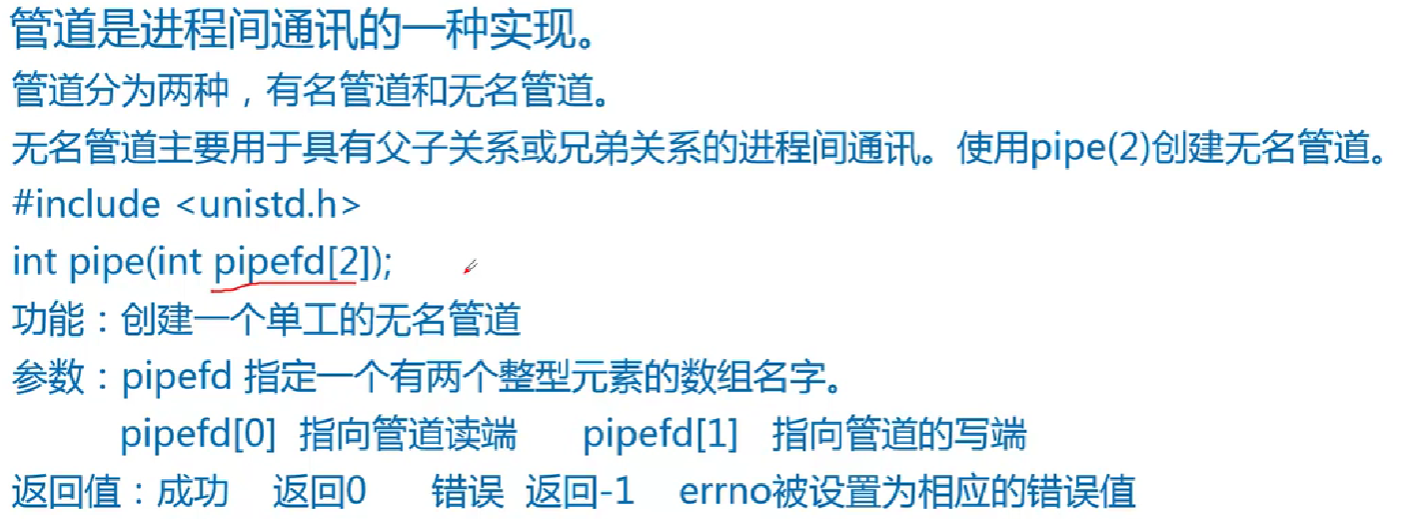 管道是进程间通讯的一种实现。
管道分为两种，有名管道和无名管道。
无名管道主要用于具有父子关系或兄弟关系的进程间通讯。使用pipe(2)创建无名管道。
#include <unistd.h>
int pipe(int pipefd[2]);
功能：创建一个单工的无名管道
参数：pipefd 指定一个有两个整型元素的数组名字。
pipefd[0] 指向管道读端 pipefd[1] 指向管道的写端
返回值：成功 返回0 错误 返回-1 errno被设置为相应的错误值